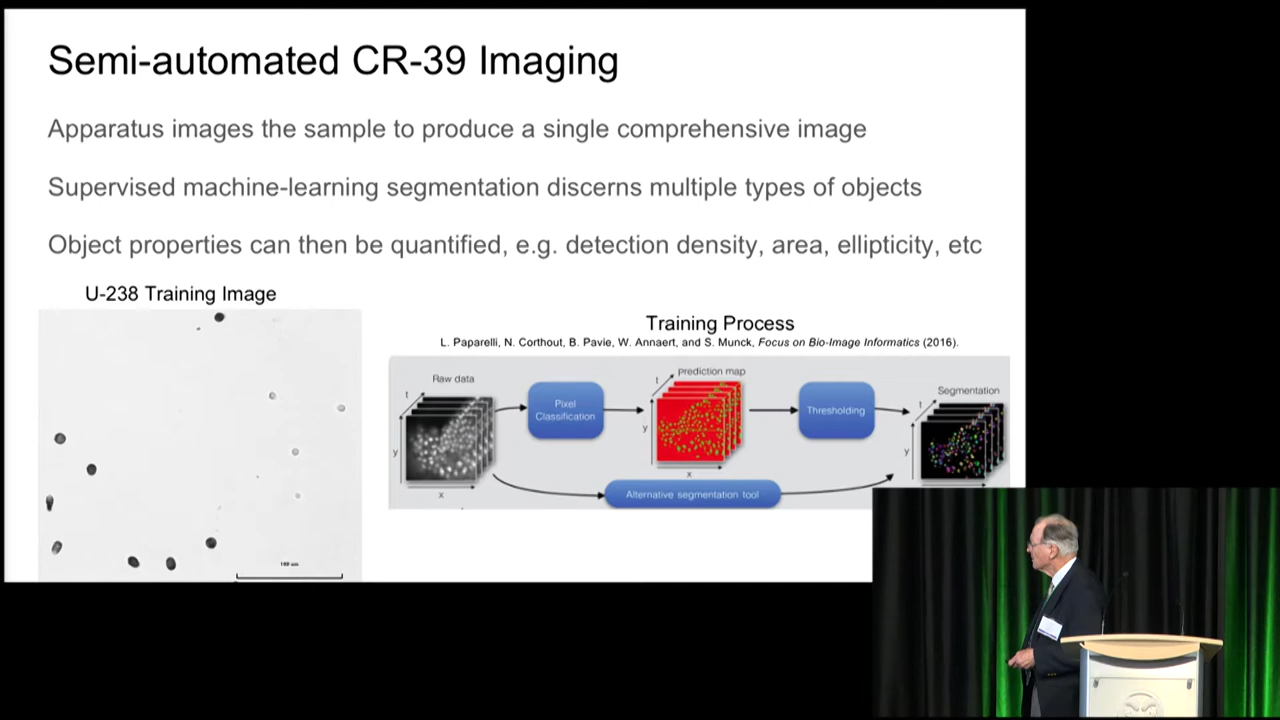 Semi-automated CR-39 Imaging
Apparatus images the sample to produce a single comprehensive image
Supervised machine-learning segmentation discerns multiple types of objects
Object properties can then be quantified, e.g. detection density, area, ellipticity, etc
U-238 Training Image
Training Process
L. Paparelli, N. Corthout, B. Pavie, W. Annaert, and S. Munck, Focus on Bio-Image Informatics (2016).
Raw data
t
y
x
Pixel
Classification
Prediction map
t
y
x
Thresholding
Segmentation
t
y
Alternative segmentation tool